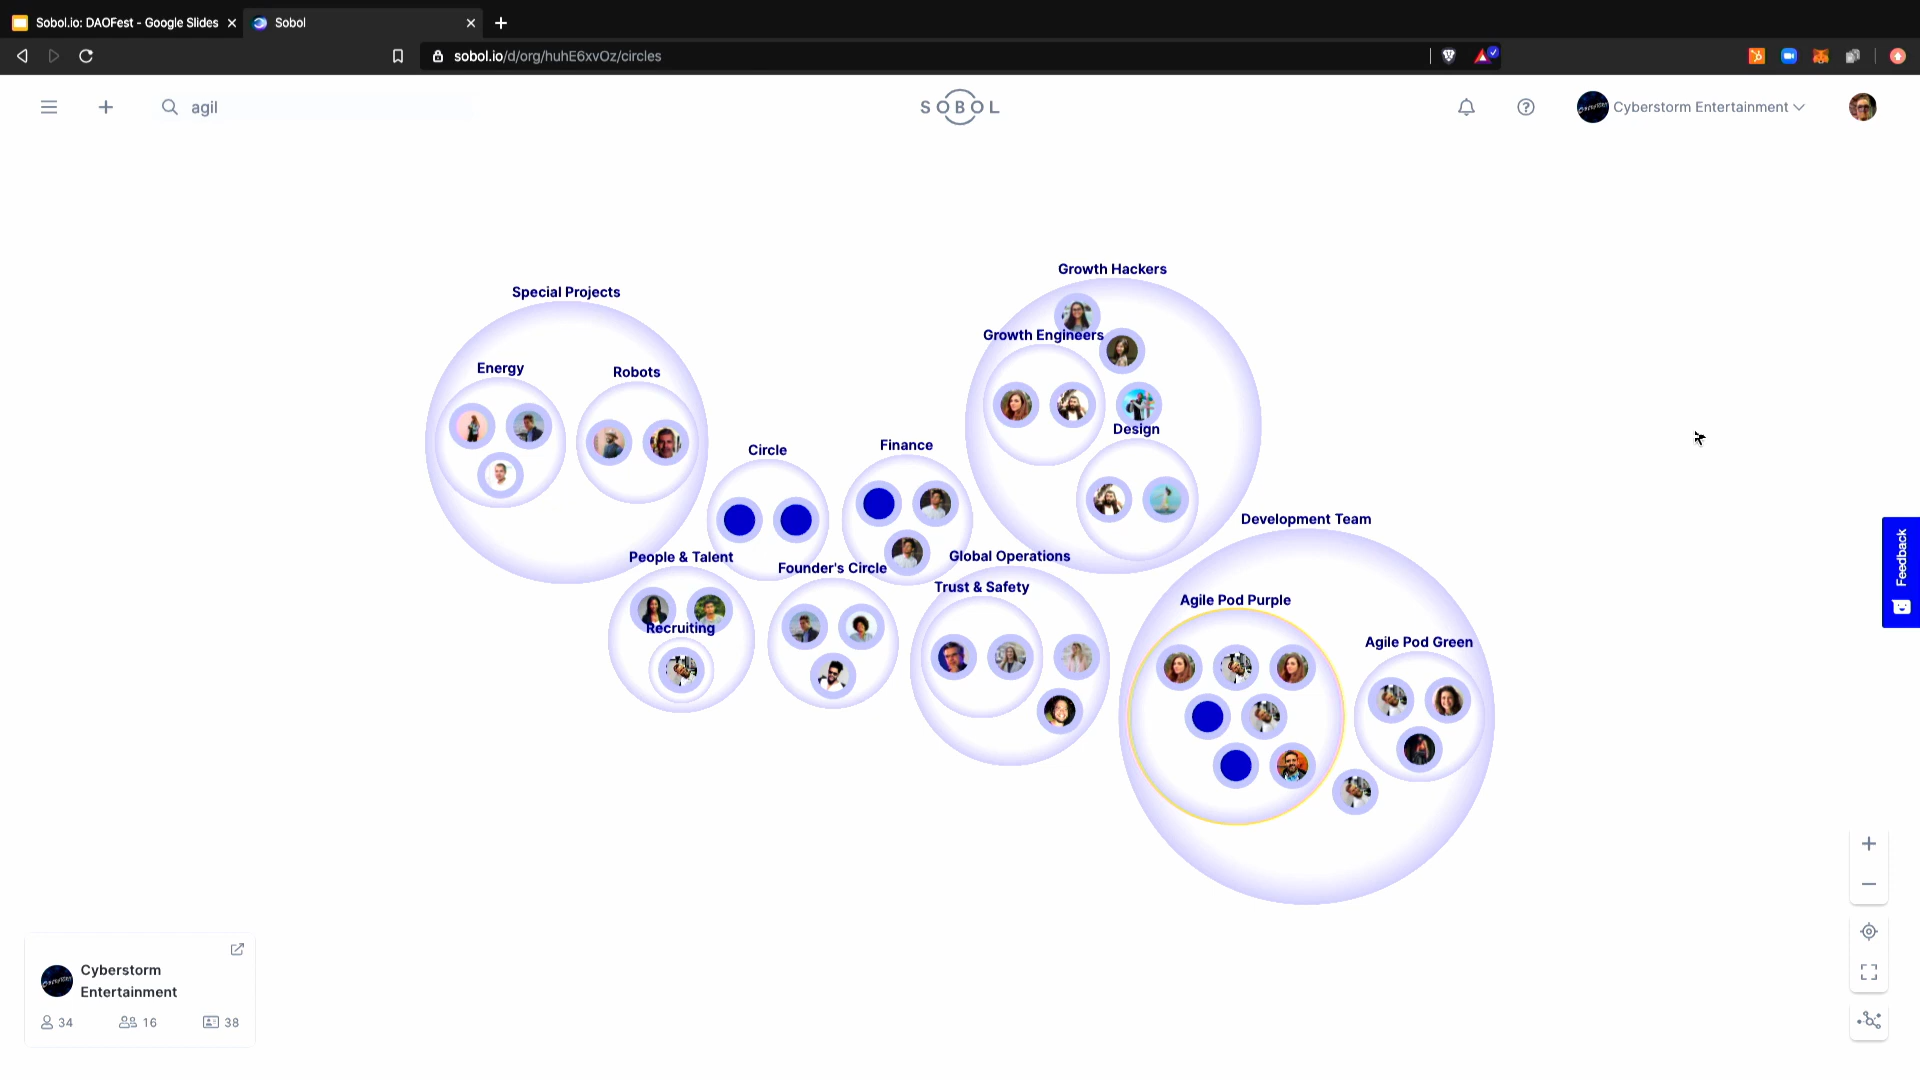 Sobol.io: DAOFest - Google Slides
Sobol
sobol.io/d/org/huhE6xvOz/circles
agil
SOBOL
Cyberstorm Entertainment
Growth Hackers
Special Projects
Growth Engineers
Energy
Robots
Design
Finance
Circle
Development Team
Global Operations
People & Talent
Founder's Circle
Trust & Safety
Agile Pod Purple
Recruiting
Agile Pod Green
Feedback
Cyberstorm
Entertainment
34
16
38